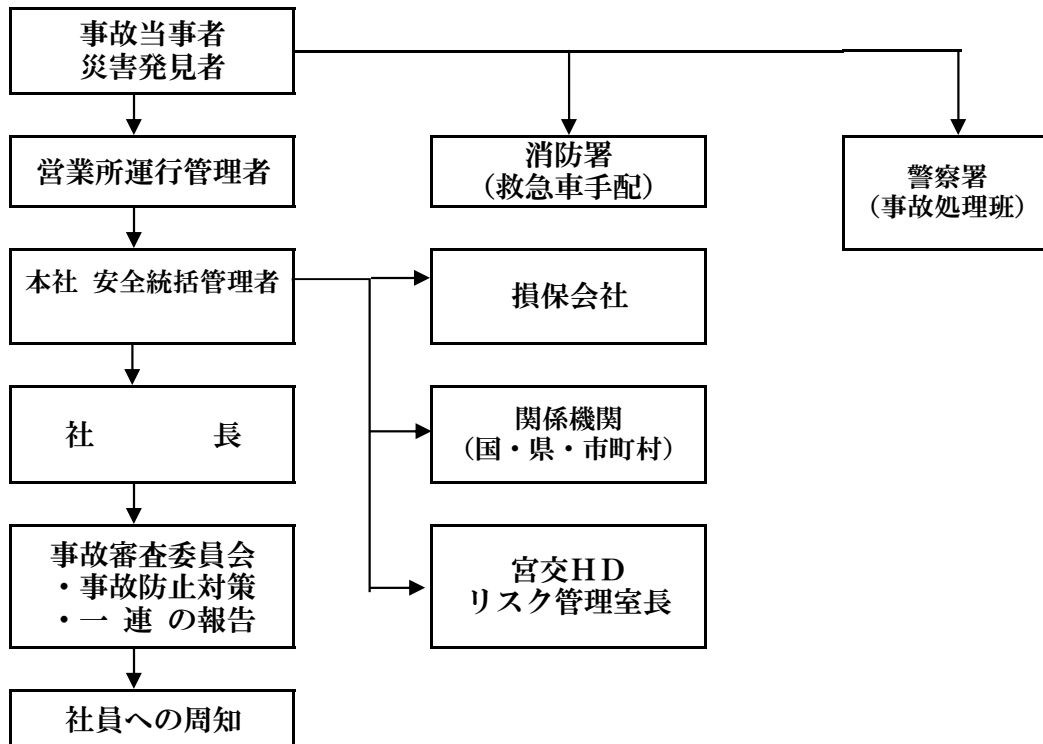 事故当事者
災害発見者
営業所運行管理者
消防署
（救急車手配）
警察署
（事故処理班）
本社 安全統括管理者
損保会社
社 長
関係機関
（国・県・市町村）
事故審査委員会
・事故防止対策
・一 連 の報告
宮交ＨＤ
リスク管理室長
社員への周知